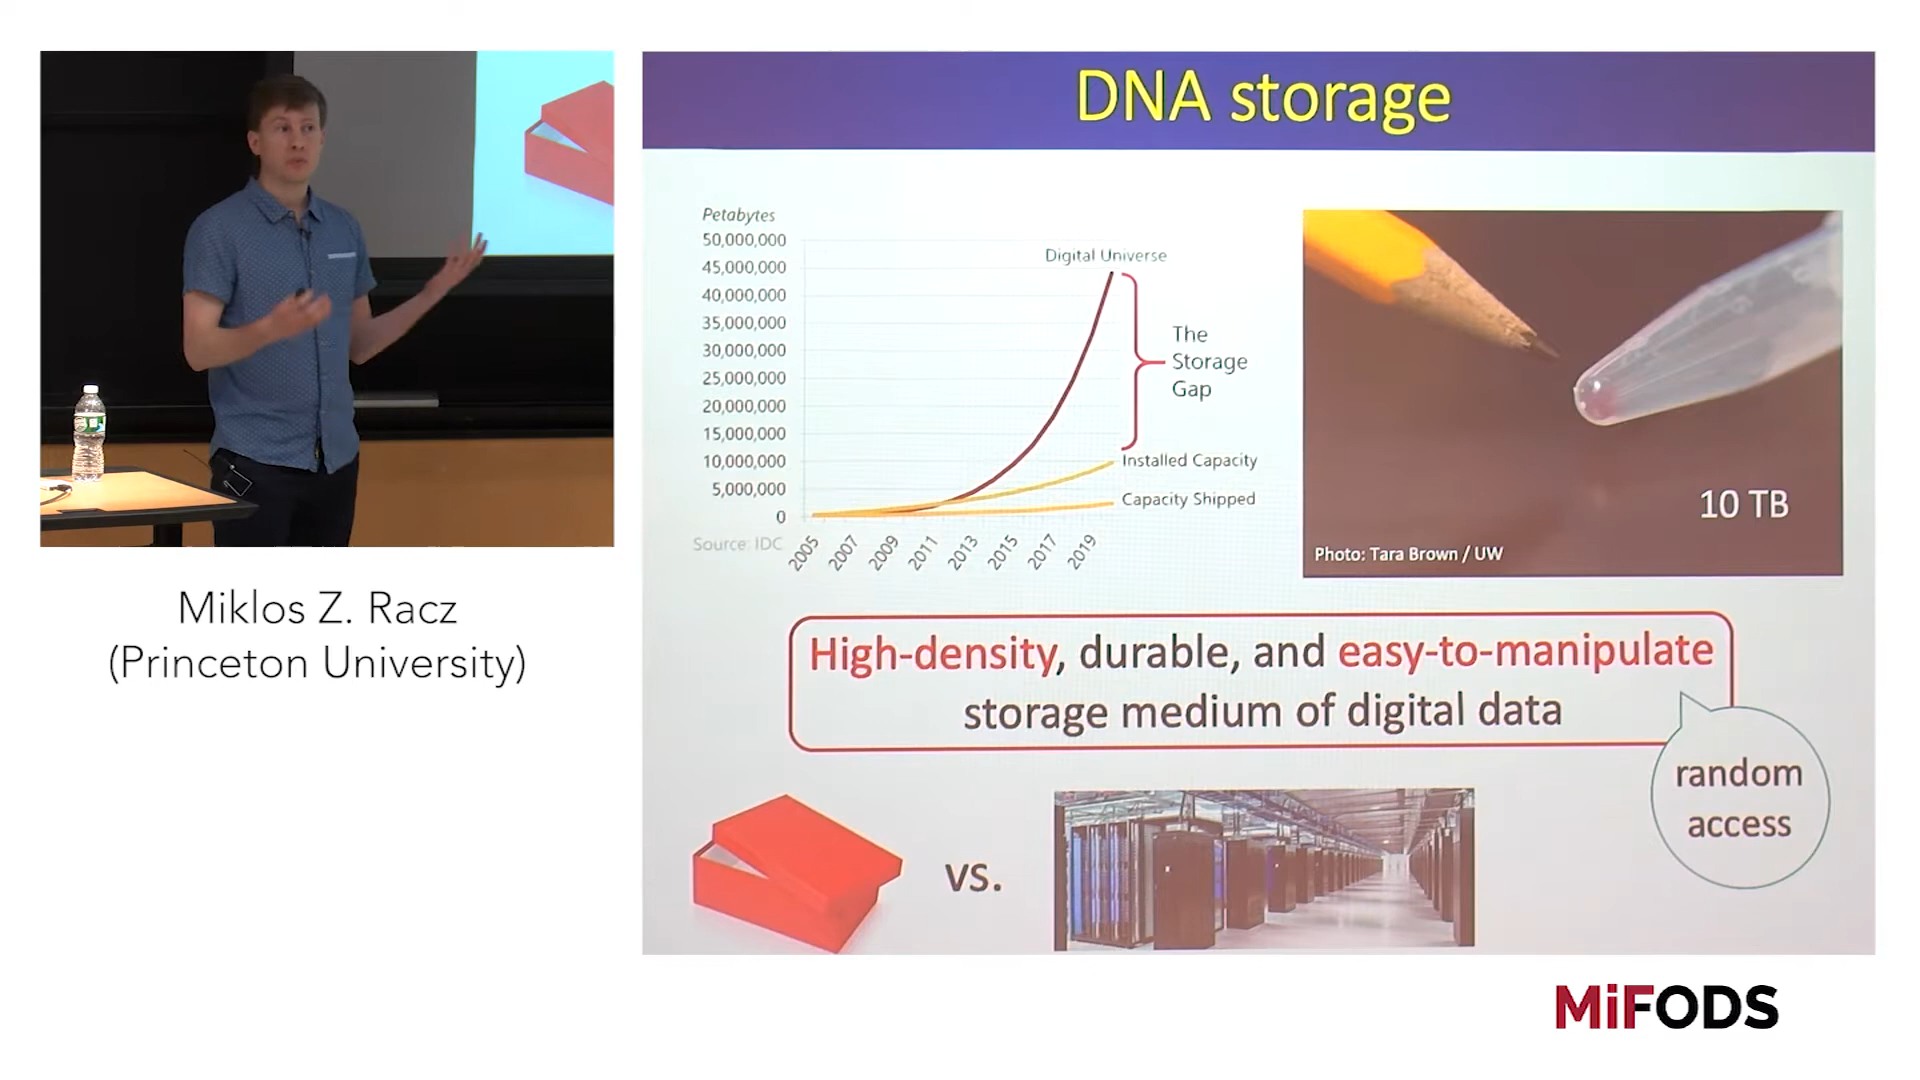 DNA storage
Petabytes
50,000,000
45,000,000
40,000,000
35,000,000
30,000,000
25,000,000
20,000,000
15,000,000
10,000,000
5,000,000
0
Source: IDC
2005
2007
2009
2011
2013
2015
2017
2019
Digital Universe
The
Storage
Gap
Installed Capacity
Capacity Shipped
10 TB
Photo: Tara Brown / UW
High-density, durable, and easy-to-manipulate
storage medium of digital data
random
access
vs.
Miklos Z. Racz
(Princeton University)
MiFODS